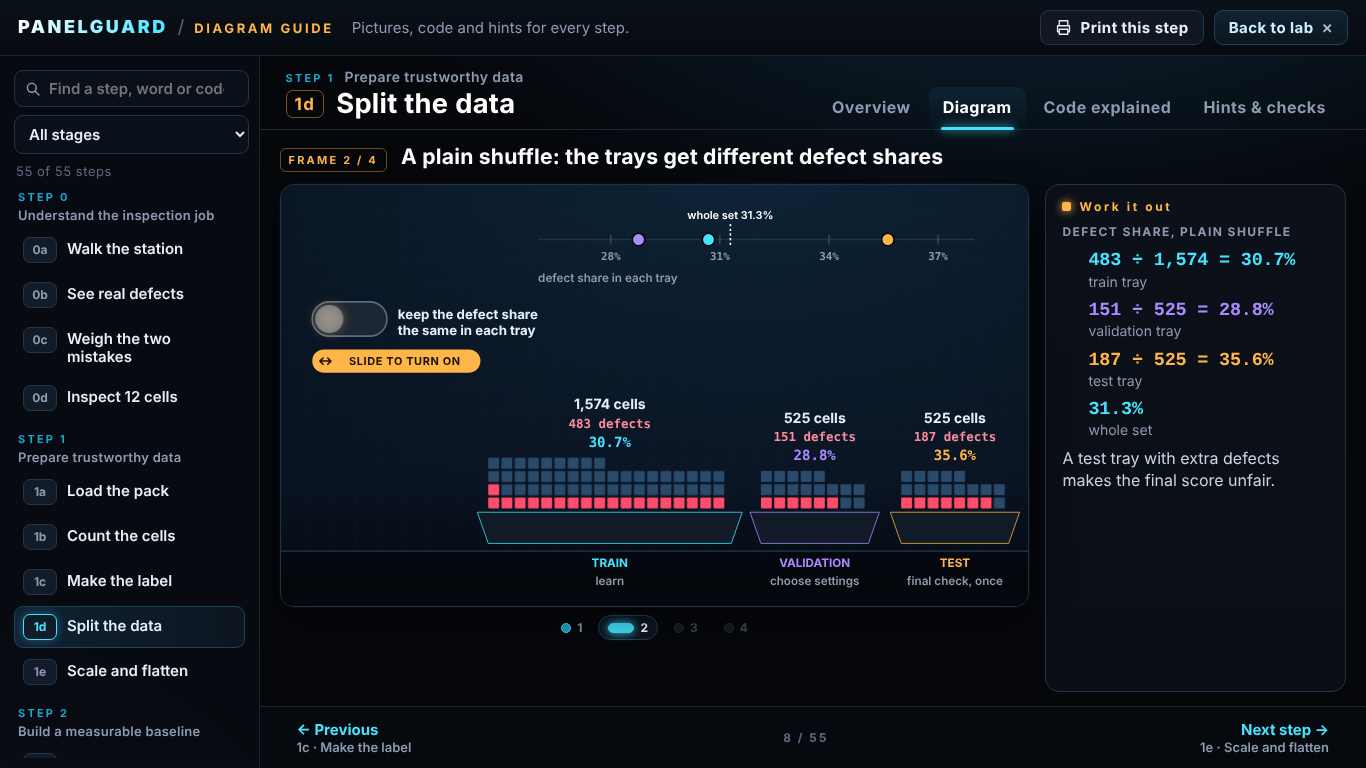 PANELGUARD / DIAGRAM GUIDE Pictures, code and hints for every step.
Print this step
Back to lab ×
Find a step, word or cod
All stages
55 of 55 steps
STEP 0
Understand the inspection job
0a Walk the station
0b See real defects
0c Weigh the two
mistakes
0d Inspect 12 cells
STEP 1
Prepare trustworthy data
1a Load the pack
1b Count the cells
1c Make the label
1d Split the data
1e Scale and flatten
STEP 2
Build a measurable baseline
STEP 1 Prepare trustworthy data
1d Split the data
Overview
Diagram
Code explained
Hints & checks
FRAME 2 / 4 A plain shuffle: the trays get different defect shares
whole set 31.3%
28% 31% 34% 37%
defect share in each tray
keep the defect share
the same in each tray
↔ SLIDE TO TURN ON
1,574 cells
483 defects
30.7%
525 cells
151 defects
28.8%
525 cells
187 defects
35.6%
TRAIN
learn
VALIDATION
choose settings
TEST
final check, once
1 2 3 4
Work it out
DEFECT SHARE, PLAIN SHUFFLE
483 ÷ 1,574 = 30.7%
train tray
151 ÷ 525 = 28.8%
validation tray
187 ÷ 525 = 35.6%
test tray
31.3%
whole set
A test tray with extra defects
makes the final score unfair.
← Previous
1c · Make the label
8 / 55
Next step →
1e · Scale and flatten